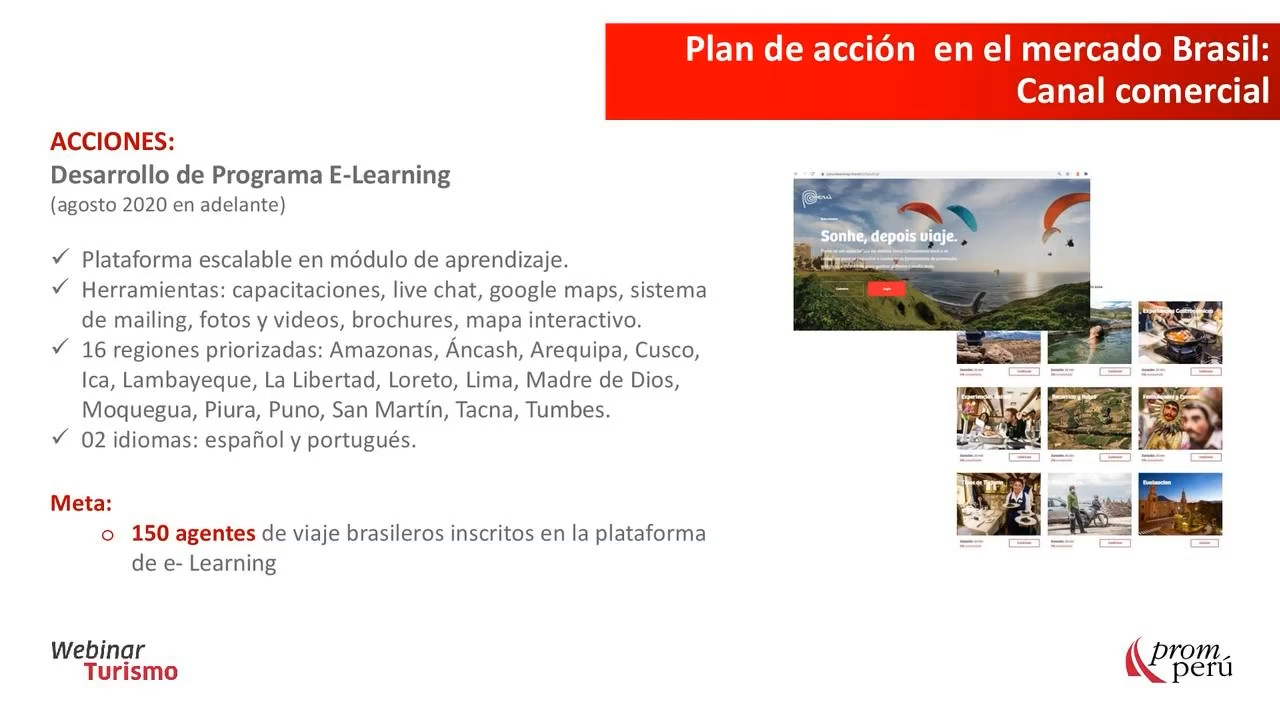 Plan de acción en el mercado Brasil:
Canal comercial
ACCIONES:
Desarrollo de Programa E-Learning
(agosto 2020 en adelante)
✓ Plataforma escalable en módulo de aprendizaje.
✓ Herramientas: capacitaciones, live chat, google maps, sistema
de mailing, fotos y videos, brochures, mapa interactivo.
✓ 16 regiones priorizadas: Amazonas, Áncash, Arequipa, Cusco,
Ica, Lambayeque, La Libertad, Loreto, Lima, Madre de Dios,
Moquegua, Piura, Puno, San Martín, Tacna, Tumbes.
✓ 02 idiomas: español y portugués.
Meta:
o 150 agentes de viaje brasileros inscritos en la plataforma
de e- Learning
Perú
Sonhe, depois viaje.
Login
Webinar
Turismo
prom
perú